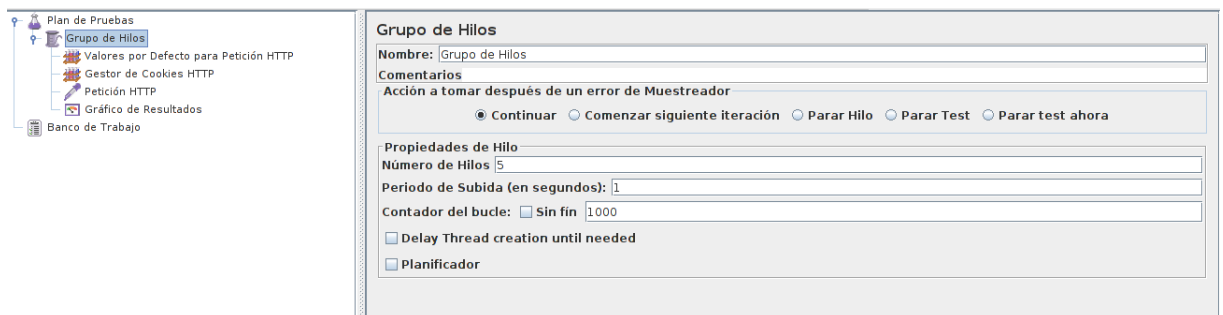 Plan de Pruebas
Grupo de Hilos
Valores por Defecto para Petición HTTP
Gestor de Cookies HTTP
Petición HTTP
Gráfico de Resultados
Banco de Trabajo
Grupo de Hilos
Nombre: Grupo de Hilos
Comentarios
Acción a tomar después de un error de Muestreador
Continuar Comenzar siguiente iteración Parar Hilo Parar Test Parar test ahora
Propiedades de Hilo
Número de Hilos 5
Periodo de Subida (en segundos): 1
Contador del bucle: Sin fín 1000
Delay Thread creation until needed
Planificador